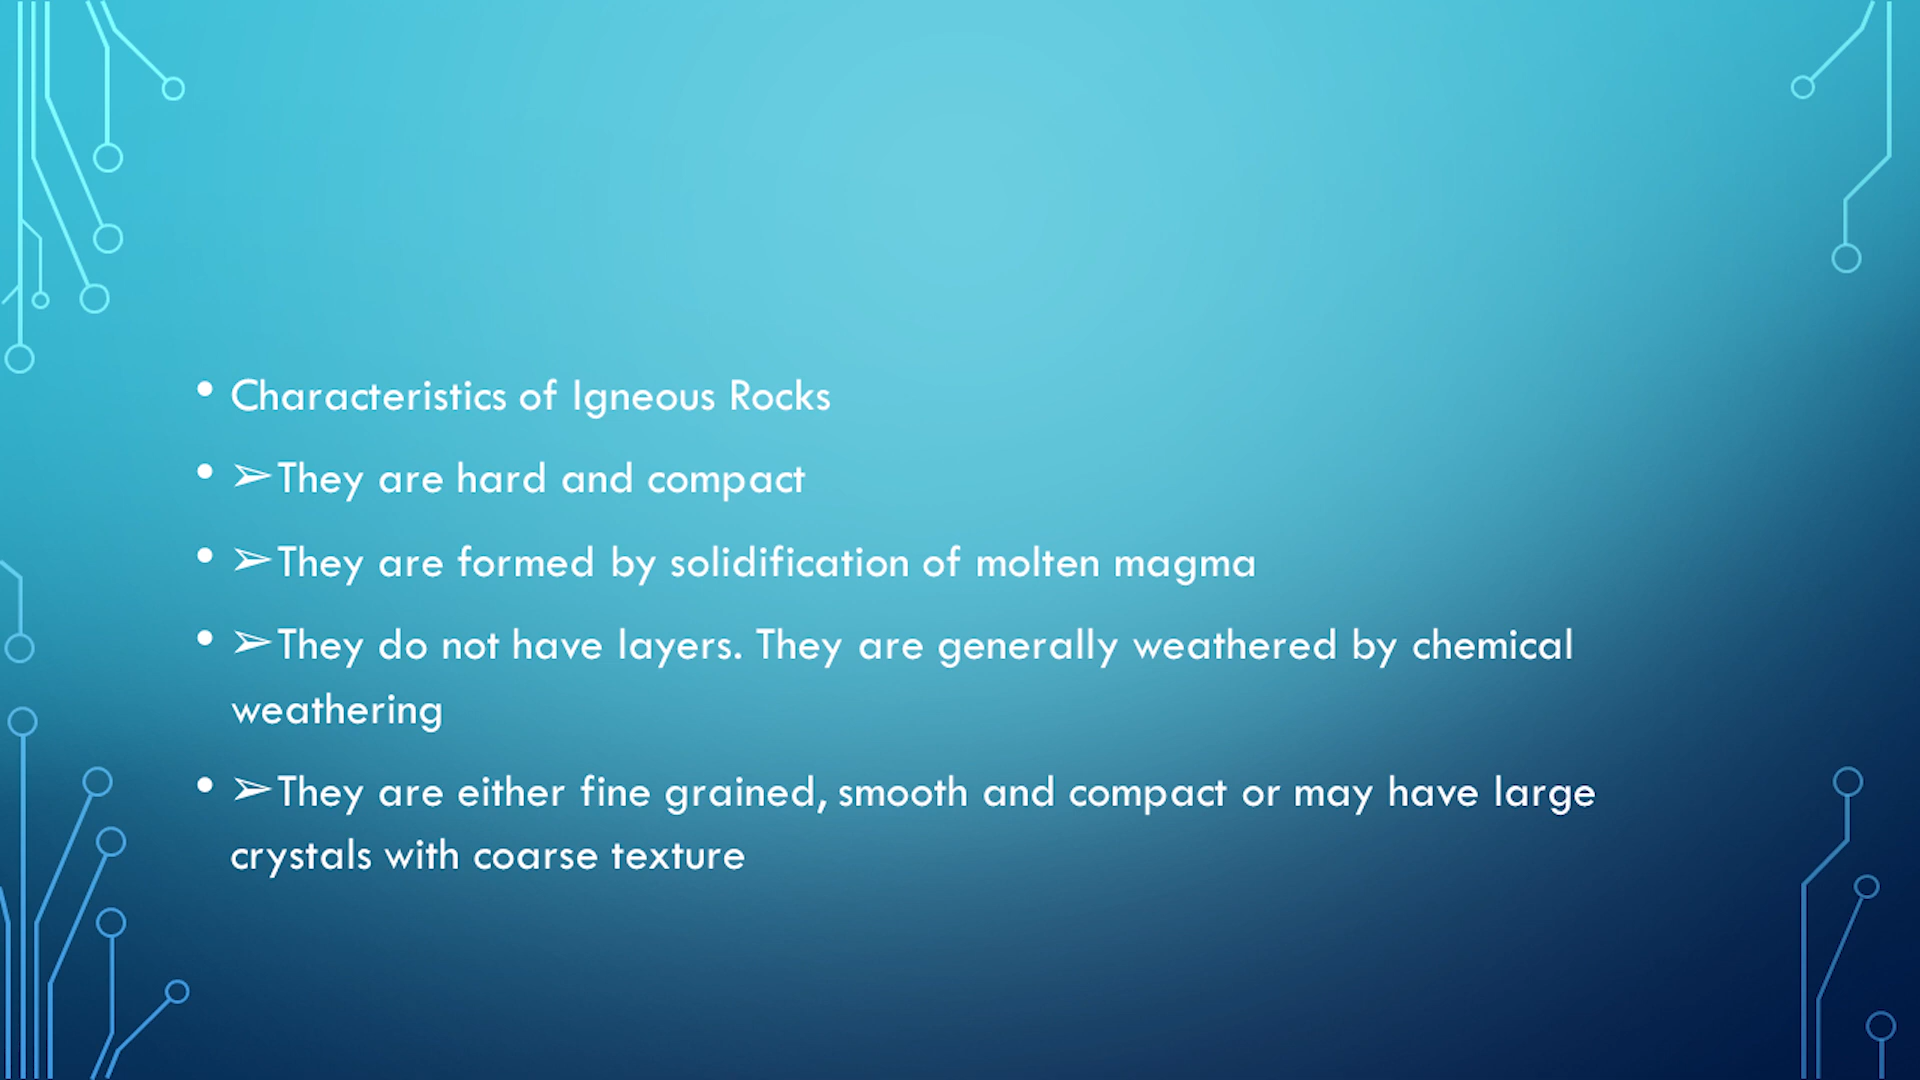 • Characteristics of Igneous Rocks
• ➢They are hard and compact
• ➢They are formed by solidification of molten magma
• ➢They do not have layers. They are generally weathered by chemical
weathering
• ➢They are either fine grained, smooth and compact or may have large
crystals with coarse texture